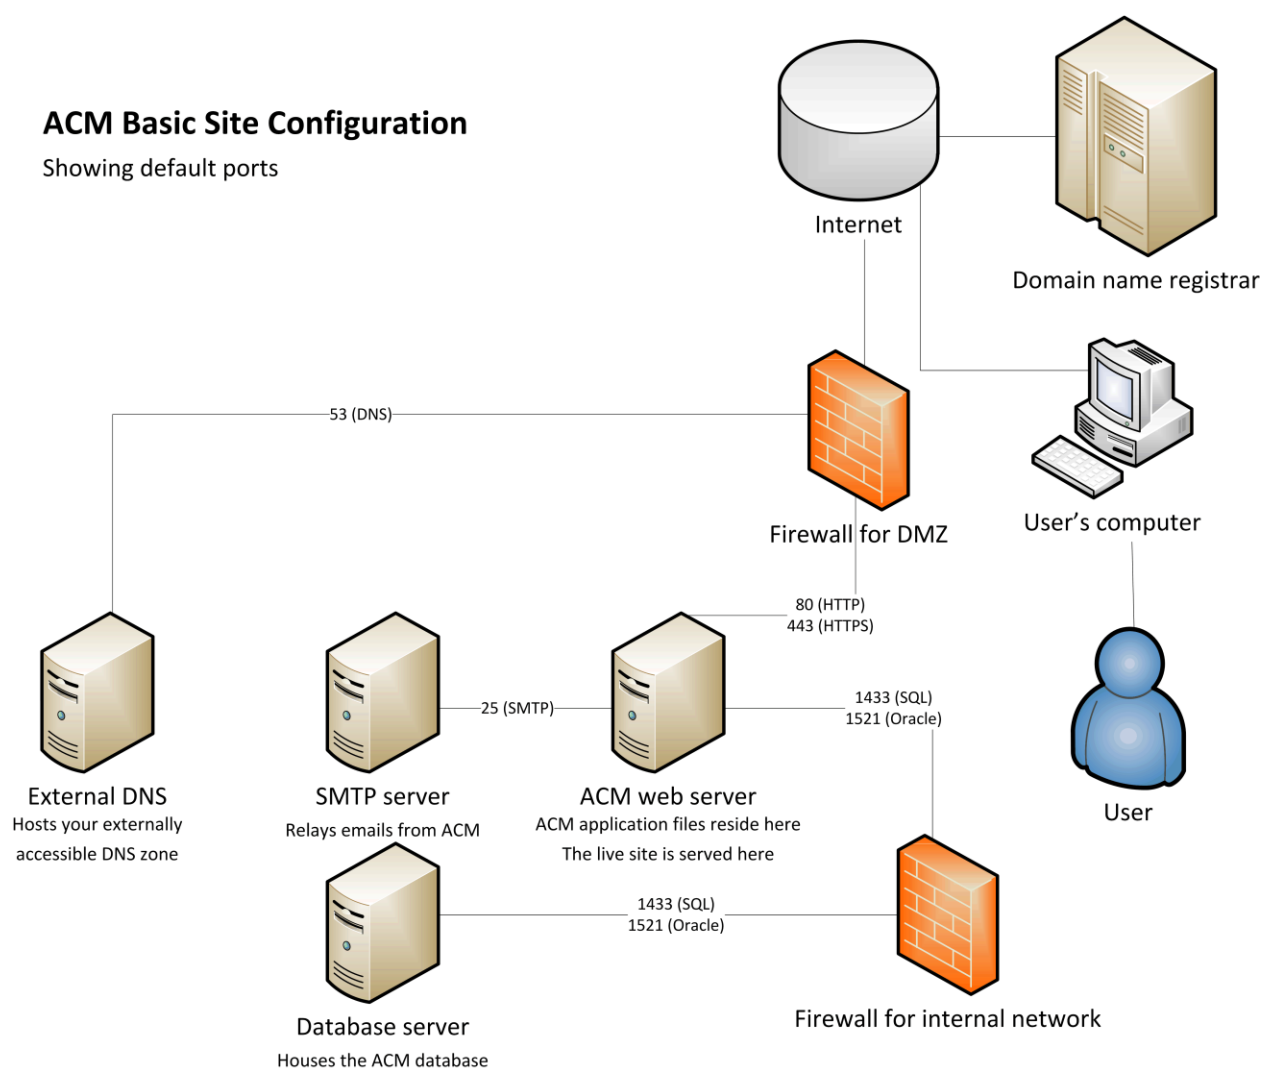 ACM Basic Site Configuration
Showing default ports
Internet
Domain name registrar
53 (DNS)
User’s computer
Firewall for DMZ
80 (HTTP)
443 (HTTPS)
25 (SMTP)
1433 (SQL)
1521 (Oracle)
External DNS
Hosts your externally
accessible DNS zone
SMTP server
Relays emails from ACM
ACM web server
ACM application files reside here
The live site is served here
User
1433 (SQL)
1521 (Oracle)
Firewall for internal network
Database server
Houses the ACM database